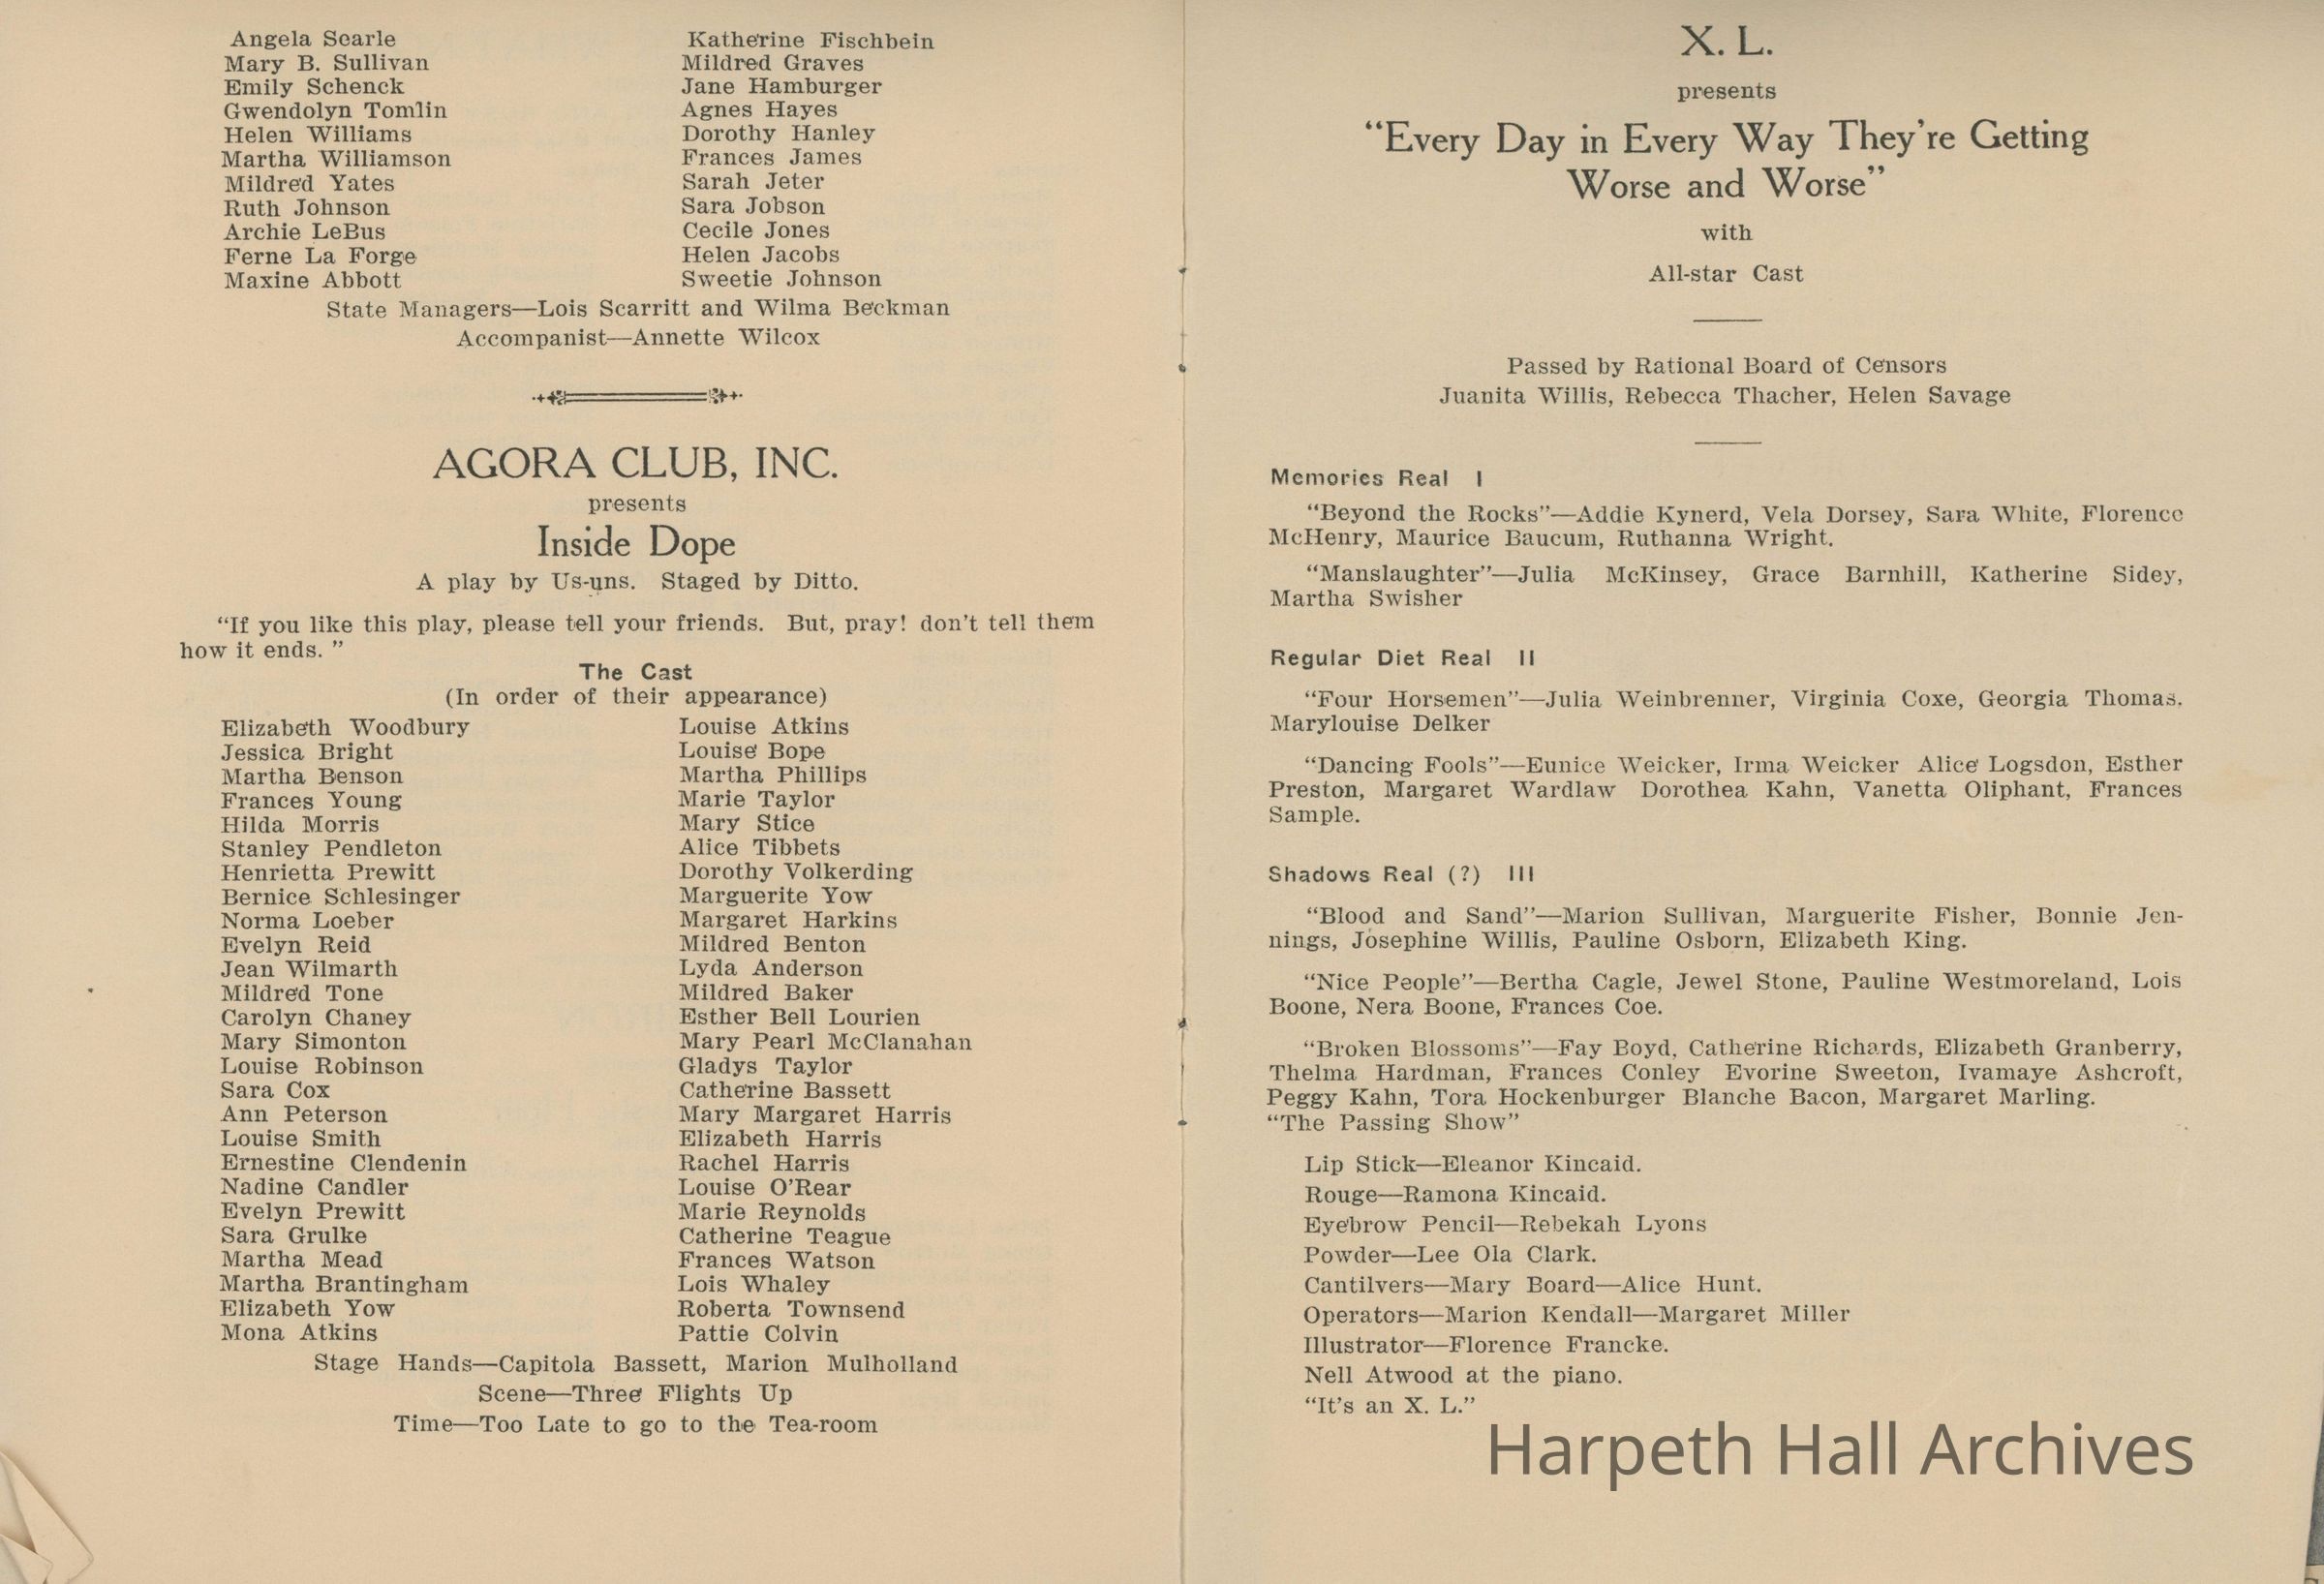 Angela Searle
Mary B. Sullivan
Emily Schenck
Gwendolyn Tomlin
Helen Williams
Martha Williamson
Mildred Yates
Ruth Johnson
Archie LeBus
Ferne La Forge
Maxine Abbott
Katherine Fischbein
Mildred Graves
Jane Hamburger
Agnes Hayes
Dorothy Hanley
Frances James
Sarah Jeter
Sara Jobson
Cecile Jones
Helen Jacobs
Sweetie Johnson
State Managers—Lois Scarritt and Wilma Beckman
Accompanist—Annette Wilcox
AGORA CLUB, INC.
presents
Inside Dope
A play by Us-uns. Staged by Ditto.
“If you like this play, please tell your friends. But, pray! don't tell them
how it ends. ”
The Cast
(In order of their appearance)
Elizabeth Woodbury
Jessica Bright
Martha Benson
Frances Young
Hilda Morris
Stanley Pendleton
Henrietta Prewitt
Bernice Schlesinger
Norma Loeber
Evelyn Reid
Jean Wilmarth
Mildred Tone
Carolyn Chaney
Mary Simonton
Louise Robinson
Sara Cox
Ann Peterson
Louise Smith
Ernestine Clendenin
Nadine Candler
Evelyn Prewitt
Sara Grulke
Martha Mead
Martha Brantingham
Elizabeth Yow
Mona Atkins
Louise Atkins
Louise Bope
Martha Phillips
Marie Taylor
Mary Stice
Alice Tibbets
Dorothy Volkerding
Marguerite Yow
Margaret Harkins
Mildred Benton
Lyda Anderson
Mildred Baker
Esther Bell Lourien
Mary Pearl McClanahan
Gladys Taylor
Catherine Bassett
Mary Margaret Harris
Elizabeth Harris
Rachel Harris
Louise O'Rear
Marie Reynolds
Catherine Teague
Frances Watson
Lois Whaley
Roberta Townsend
Pattie Colvin
Stage Hands—Capitola Bassett, Marion Mulholland
Scene—Three Flights Up
Time—Too Late to go to the Tea-room
X. L.
presents
“Every Day in Every Way They're Getting
Worse and Worse”
with
All-star Cast
Passed by Rational Board of Censors
Juanita Willis, Rebecca Thacher, Helen Savage
Memories Real I
“Beyond the Rocks”—Addie Kynerd, Vela Dorsey, Sara White, Florence
McHenry, Maurice Baucum, Ruthanna Wright.
“Manslaughter”—Julia McKinsey, Grace Barnhill, Katherine Sidey,
Martha Swisher
Regular Diet Real II
“Four Horsemen”—Julia Weinbrenner, Virginia Coxe, Georgia Thomas.
Marylouise Delker
“Dancing Fools”—Eunice Weicker, Irma Weicker Alice Logsdon, Esther
Preston, Margaret Wardlaw Dorothea Kahn, Vanetta Oliphant, Frances
Sample.
Shadows Real (?) III
“Blood and Sand”—Marion Sullivan, Marguerite Fisher, Bonnie Jen-
nings, Josephine Willis, Pauline Osborn, Elizabeth King.
“Nice People”—Bertha Cagle, Jewel Stone, Pauline Westmoreland, Lois
Boone, Nera Boone, Frances Coe.
“Broken Blossoms”—Fay Boyd, Catherine Richards, Elizabeth Granberry,
Thelma Hardman, Frances Conley Evorine Sweeton, Ivamaye Ashcroft,
Peggy Kahn, Tora Hockenburger Blanche Bacon, Margaret Marling.
“The Passing Show”
Lip Stick—Eleanor Kincaid.
Rouge—Ramona Kincaid.
Eyebrow Pencil—Rebekah Lyons
Powder—Lee Ola Clark.
Cantilvers—Mary Board—Alice Hunt.
Operators—Marion Kendall—Margaret Miller
Illustrator—Florence Francke.
Nell Atwood at the piano.
“It's an X. L.”
Harpeth Hall Archives